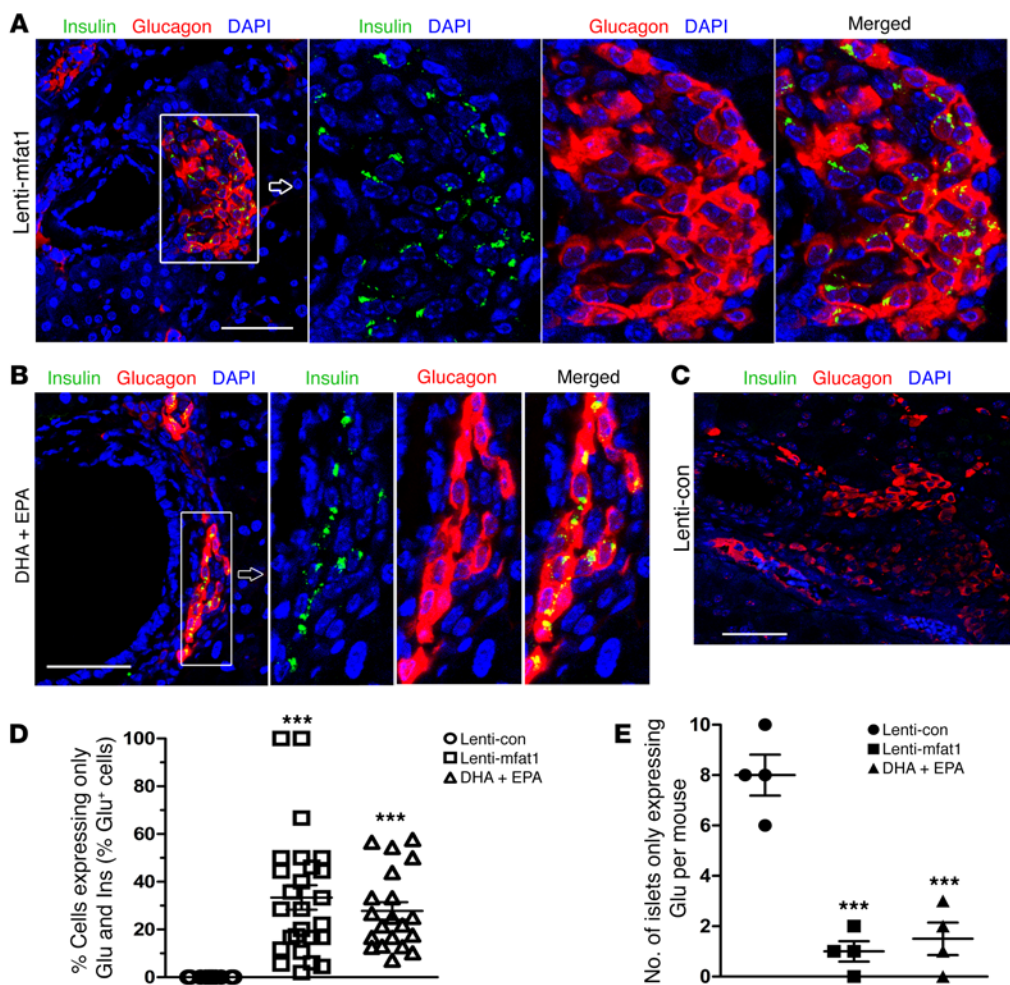 A
Insulin Glucagon DAPI
Insulin DAPI
Glucagon DAPI
Merged
Lenti-mfat1
B
Insulin Glucagon DAPI
Insulin
Glucagon
Merged
DHA + EPA
C
Insulin Glucagon DAPI
Lenti-con
D
% Cells expressing only
Glu and Ins (% Glu⁺ cells)
100
80
60
40
20
0
***
***
Lenti-con
Lenti-mfat1
DHA + EPA
E
No. of islets only expressing
Glu per mouse
10
8
6
4
2
0
***
***
Lenti-con
Lenti-mfat1
DHA + EPA